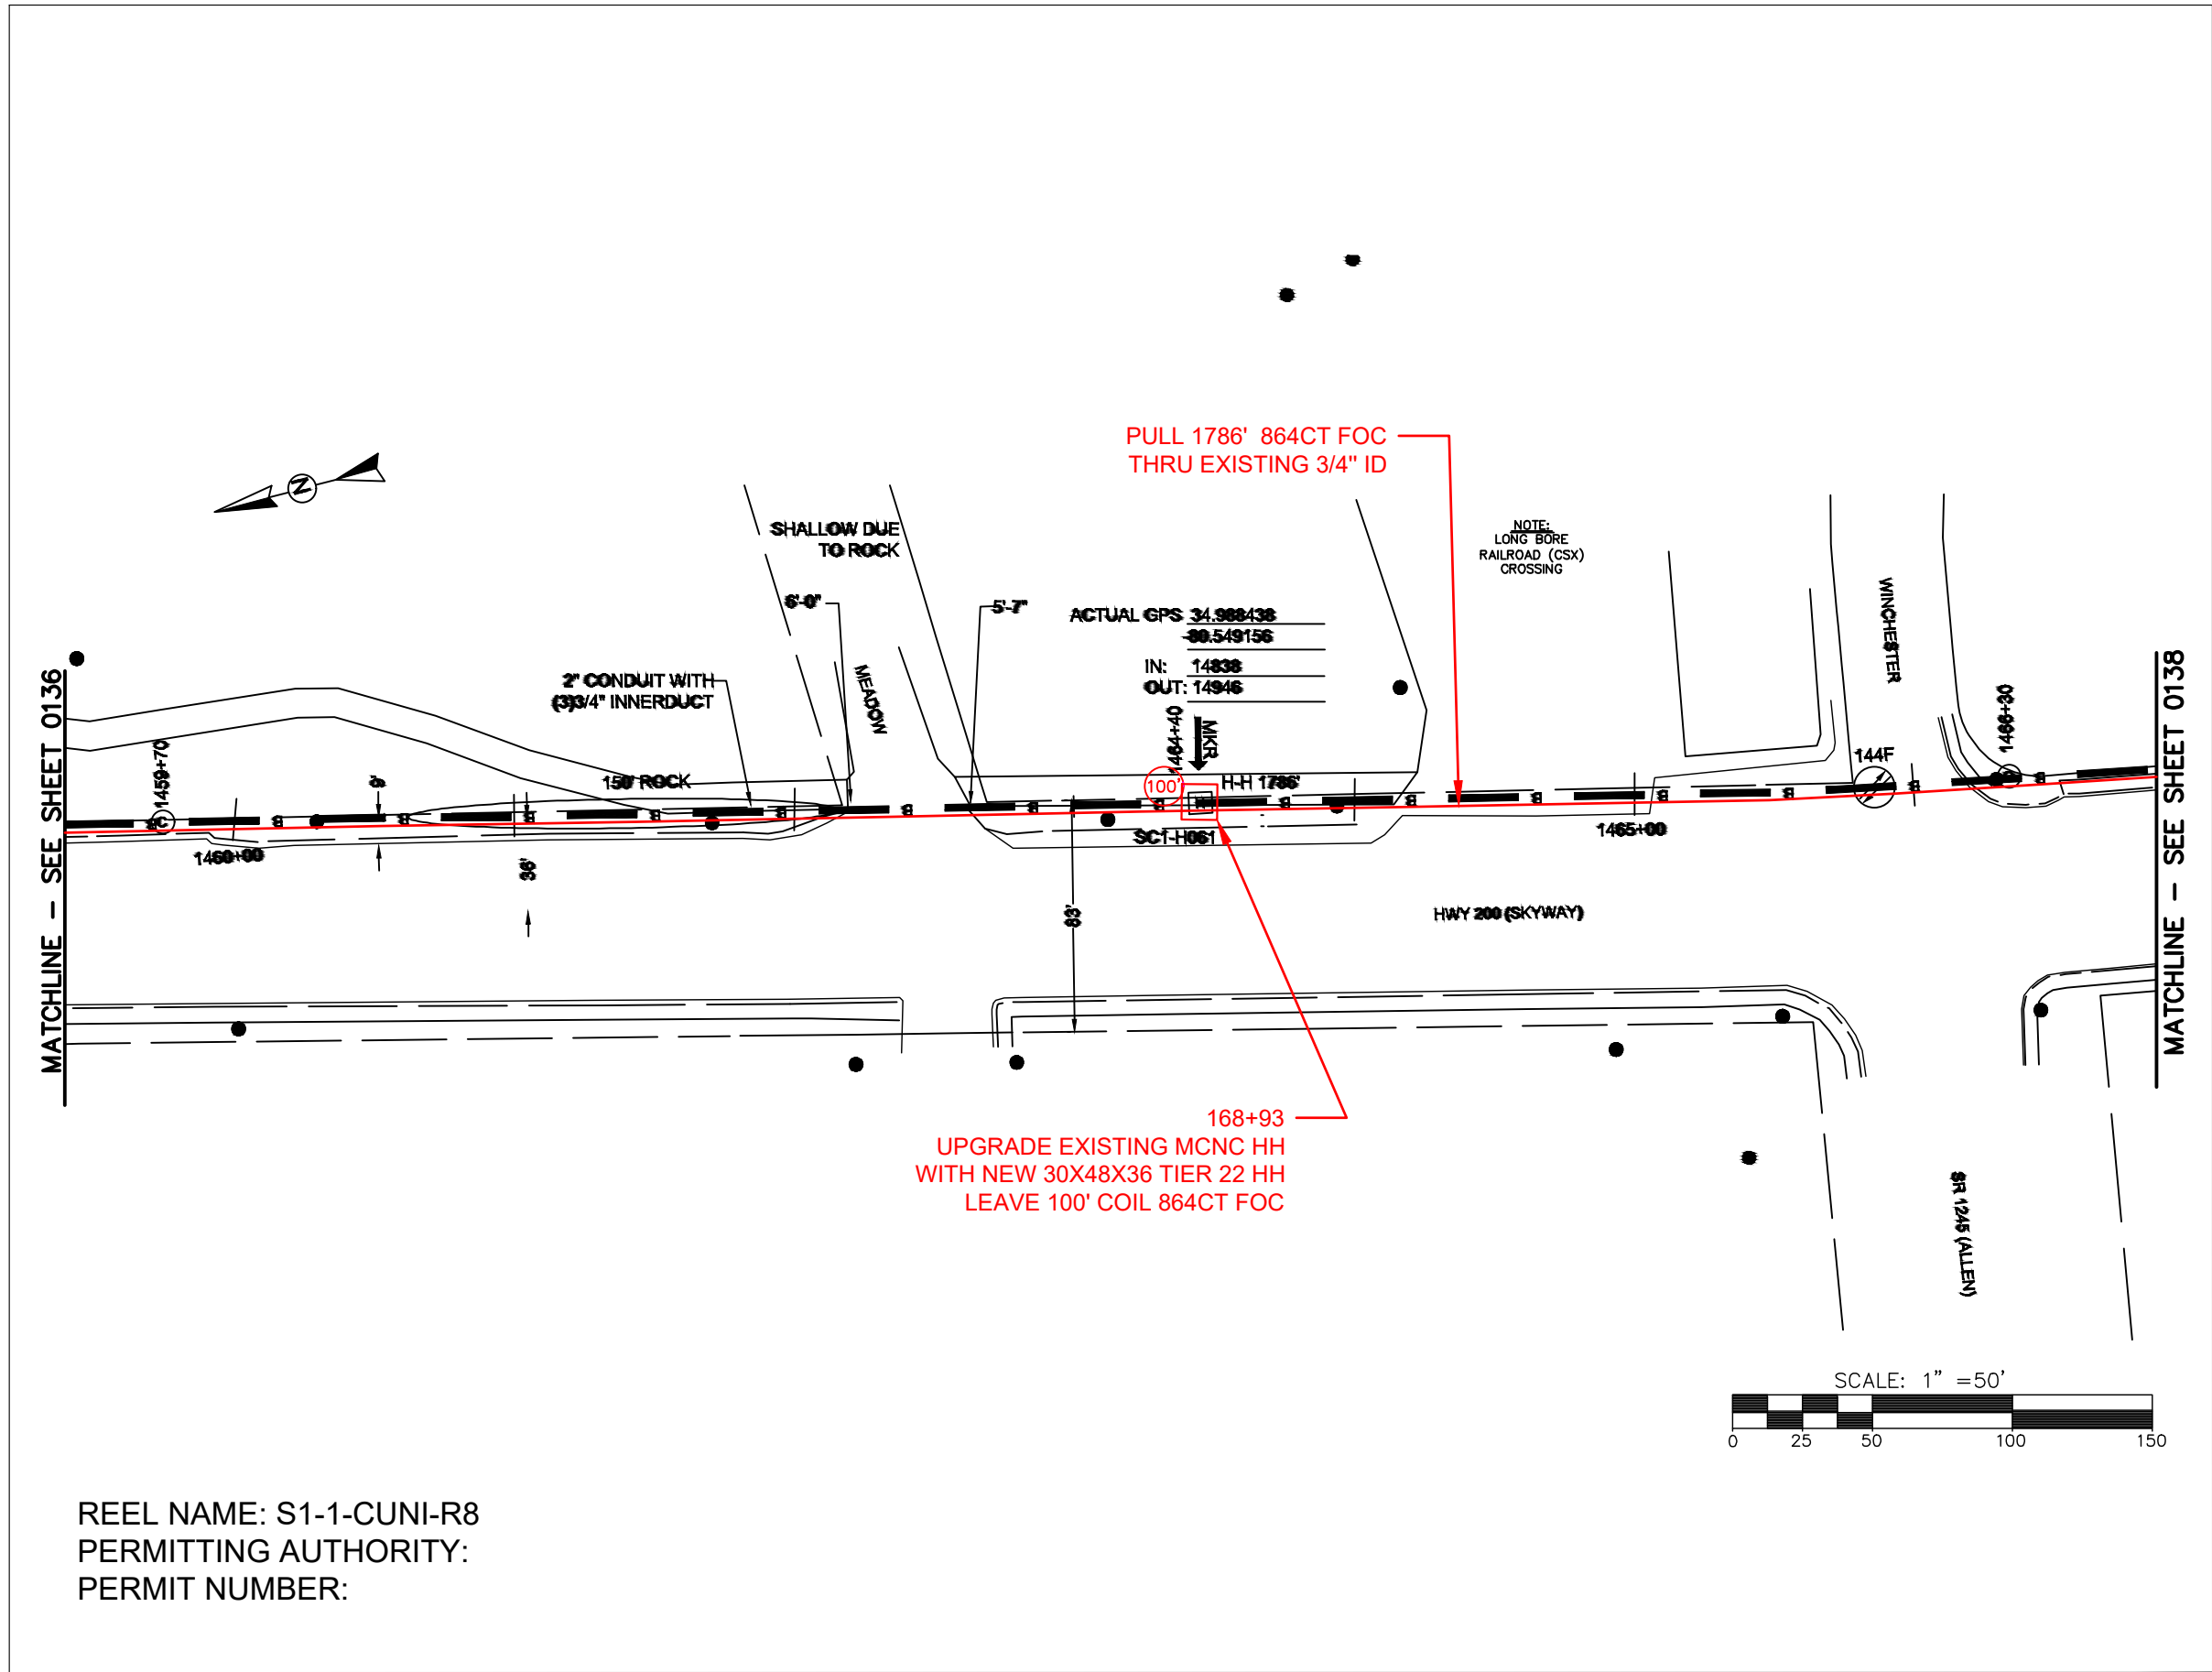 PULL 1786' 864CT FOC
THRU EXISTING 3/4" ID
N
SHALLOW DUE
TO ROCK
NOTE:
LONG BORE
RAILROAD (CSX)
CROSSING
6'-0"
5'-7"
ACTUAL GPS 34.988438
-80.549156
IN: 14838
OUT: 14946
WINCHESTER
MEADOW
2" CONDUIT WITH
(3)3/4" INNERDUCT
MATCHLINE - SEE SHEET 0136
MATCHLINE - SEE SHEET 0138
1459+70
1464+40
MKR
1466+30
144F
9'
150' ROCK
100'
H-H 1786'
1460+00
36'
SC1-H061
1465+00
83'
HWY 200 (SKYWAY)
168+93
UPGRADE EXISTING MCNC HH
WITH NEW 30X48X36 TIER 22 HH
LEAVE 100' COIL 864CT FOC
SR 1245 (ALLEN)
SCALE: 1" =50'
0 25 50 100 150
REEL NAME: S1-1-CUNI-R8
PERMITTING AUTHORITY:
PERMIT NUMBER: